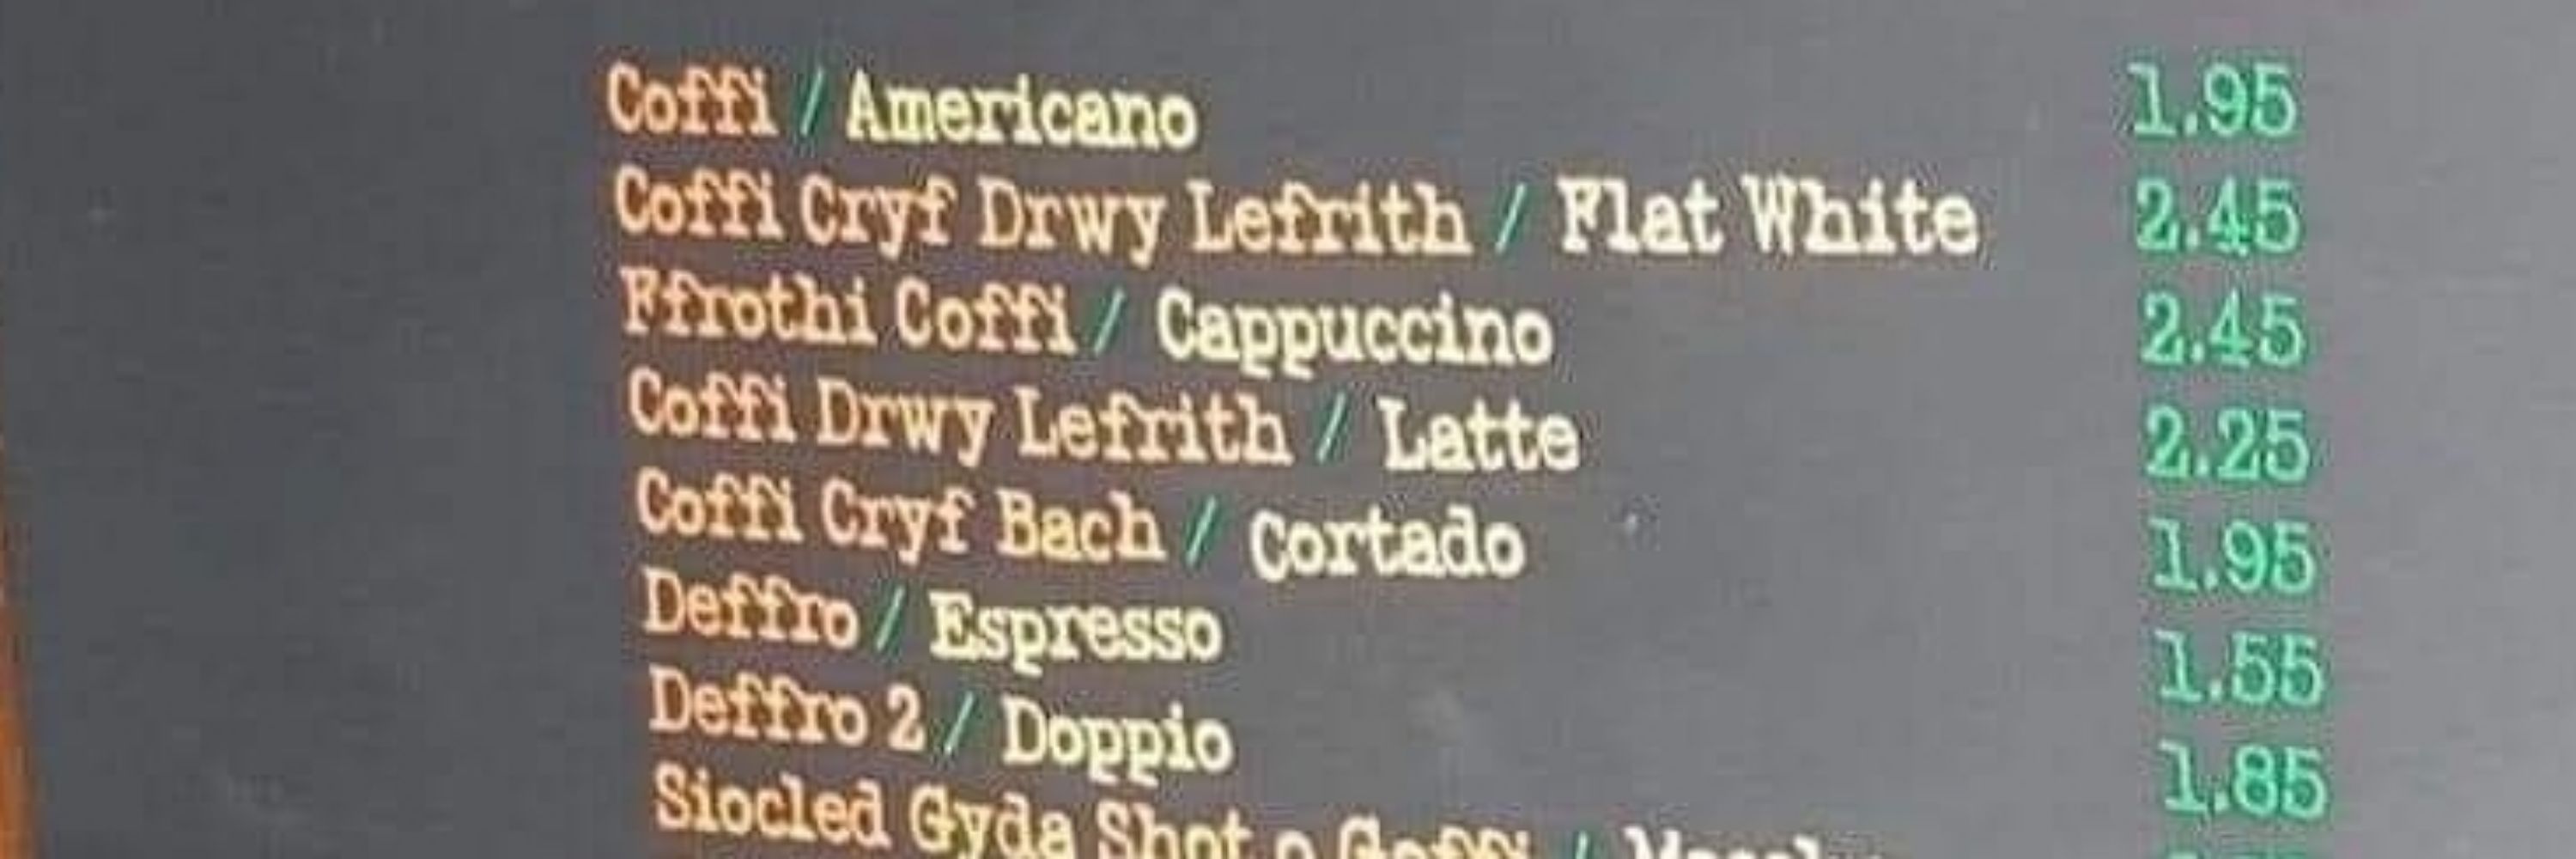 Coffi / Americano 1.95
Coffi Cryf Drwy Lefrith / Flat White 2.45
Ffrothi Coffi / Cappuccino 2.45
Coffi Drwy Lefrith / Latte 2.25
Coffi Cryf Bach / Cortado 1.95
Deffro / Espresso 1.55
Deffro 2 / Doppio 1.85
Siocled Gyda Shot o Goffi /